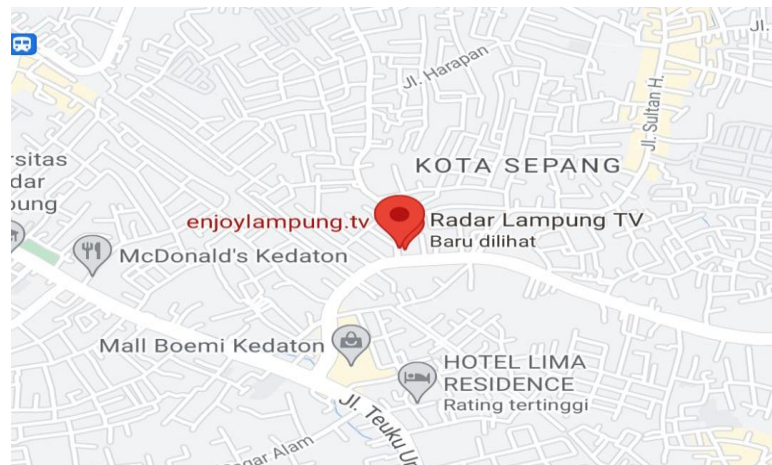 Jl.
Jl. Harapan
Jl. Sultan H.
KOTA SEPANG
rsitas
dar
pung
enjoylampung.tv
Radar Lampung TV
Baru dilihat
McDonald's Kedaton
Mall Boemi Kedaton
HOTEL LIMA
RESIDENCE
Rating tertinggi
Jl. Teuku Um
gar Alam